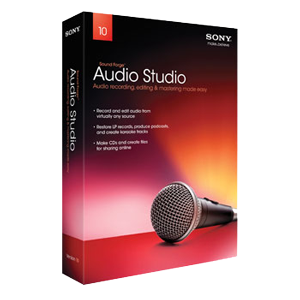 10
SONY
Sound Forge
Audio Studio
Audio recording, editing & mastering made easy
• Record and edit audio from
virtually any source
• Restore LP records, produce podcasts,
and create karaoke tracks
• Make CDs and create files
for sharing online
Audio Studio